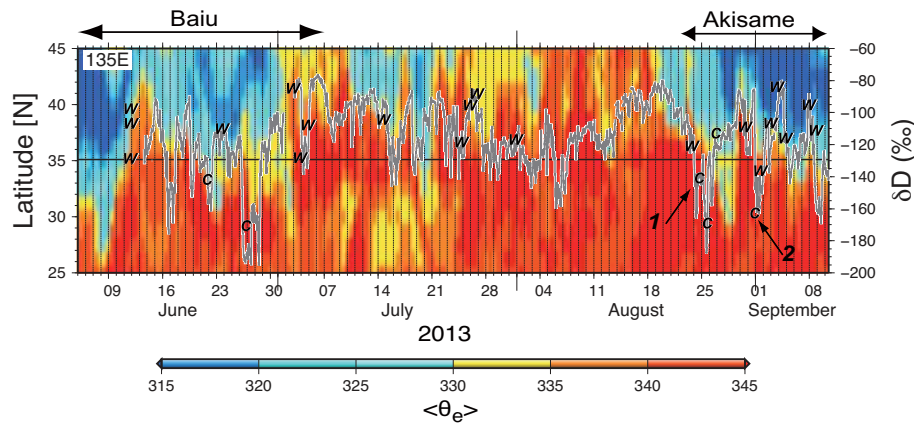 Baiu Akisame
135E
Latitude [N]
45
40
35
30
25
δD (‰)
−60
−80
−100
−120
−140
−160
−180
−200
W W W C W C W W W W W W W W W C C C W C W W W W W W
1 2
09 16 23 30 07 14 21 28 04 11 18 25 01 08
June July August September
2013
315 320 325 330 335 340 345
<θe>